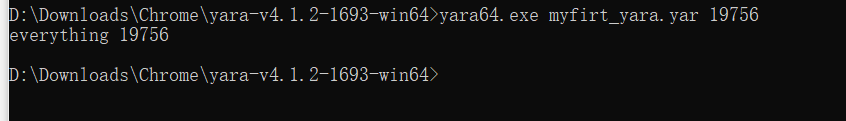 D:\Downloads\Chrome\yara-v4.1.2-1693-win64>yara64.exe myfirt_yara.yar 19756
everything 19756
D:\Downloads\Chrome\yara-v4.1.2-1693-win64>